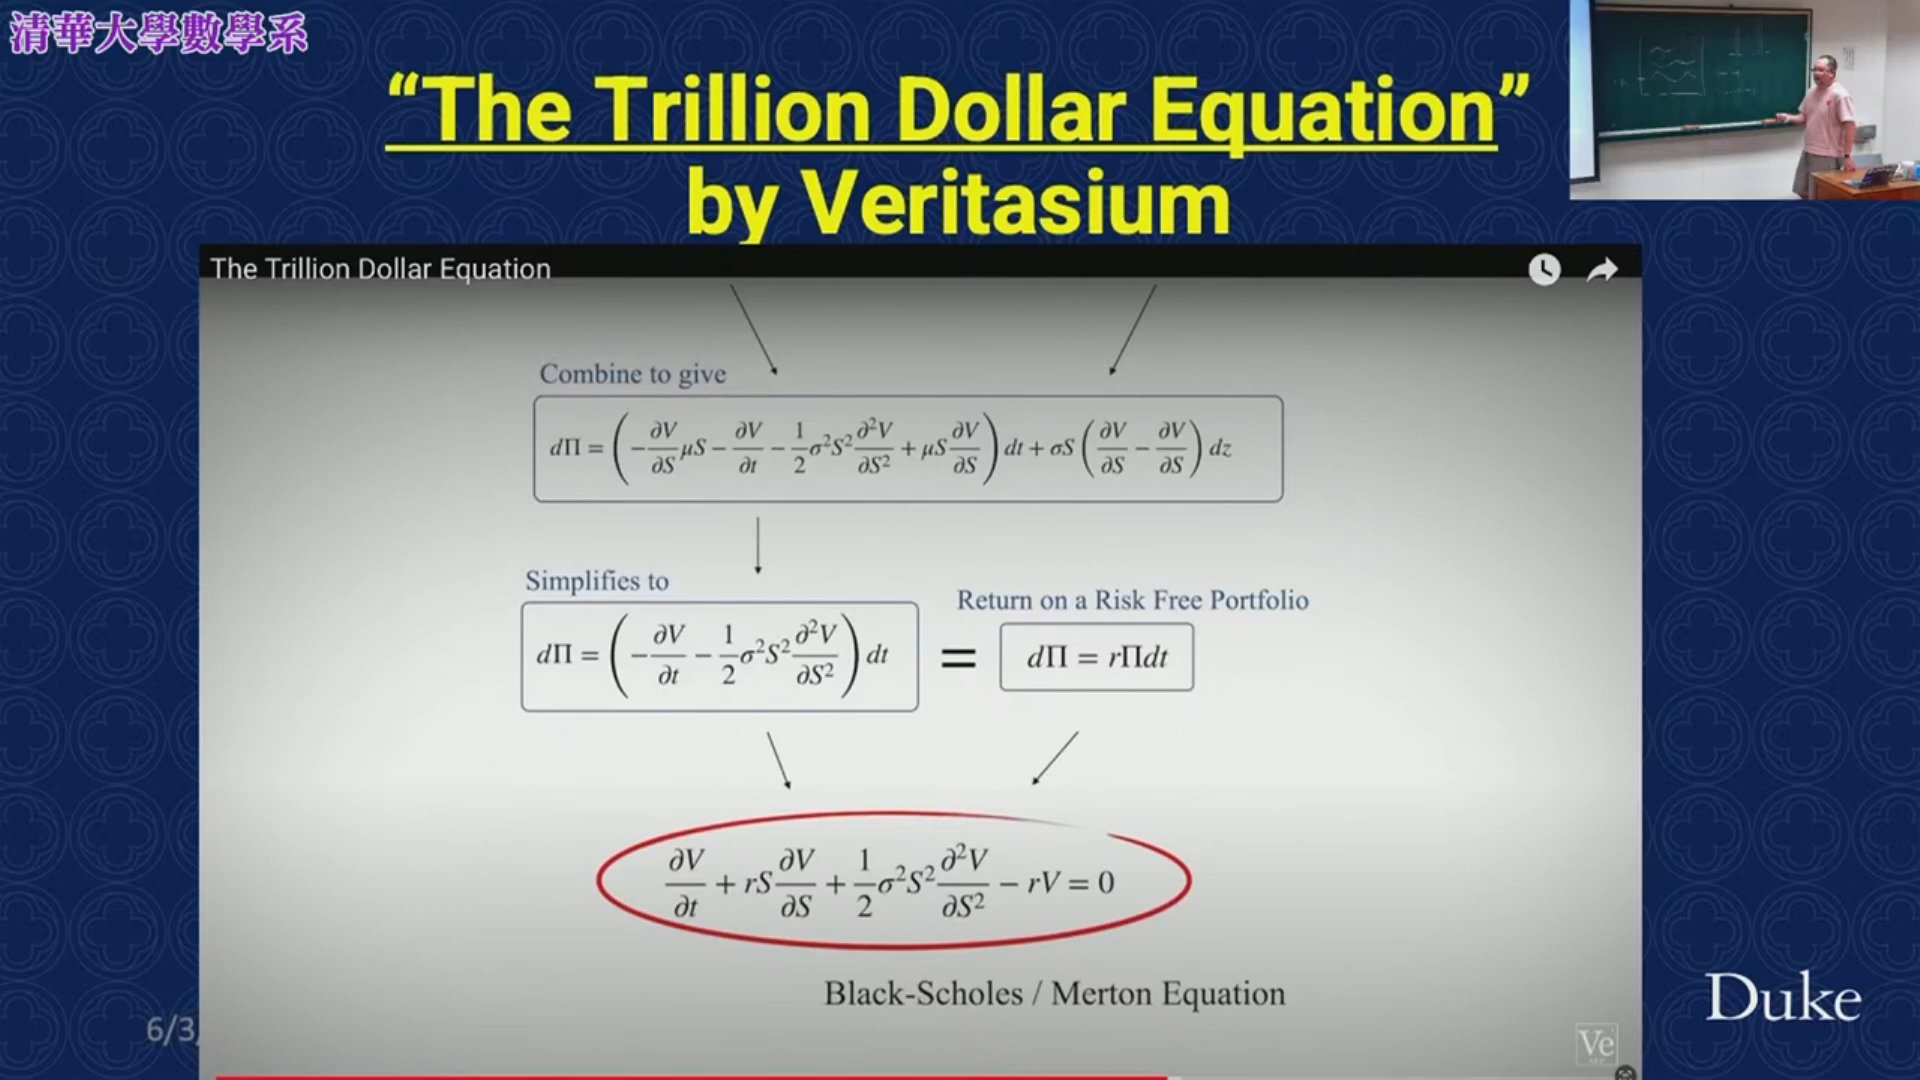 清華大學數學系
“The Trillion Dollar Equation”
by Veritasium
The Trillion Dollar Equation
Combine to give
dΠ = (−∂V/∂S μS − ∂V/∂t − 1/2 σ²S² ∂²V/∂S² + μS ∂V/∂S) dt + σS (∂V/∂S − ∂V/∂S) dz
Simplifies to
Return on a Risk Free Portfolio
dΠ = (−∂V/∂t − 1/2 σ²S² ∂²V/∂S²) dt = dΠ = rΠdt
∂V/∂t + rS ∂V/∂S + 1/2 σ²S² ∂²V/∂S² − rV = 0
Black-Scholes / Merton Equation
Duke
6/3
Ve